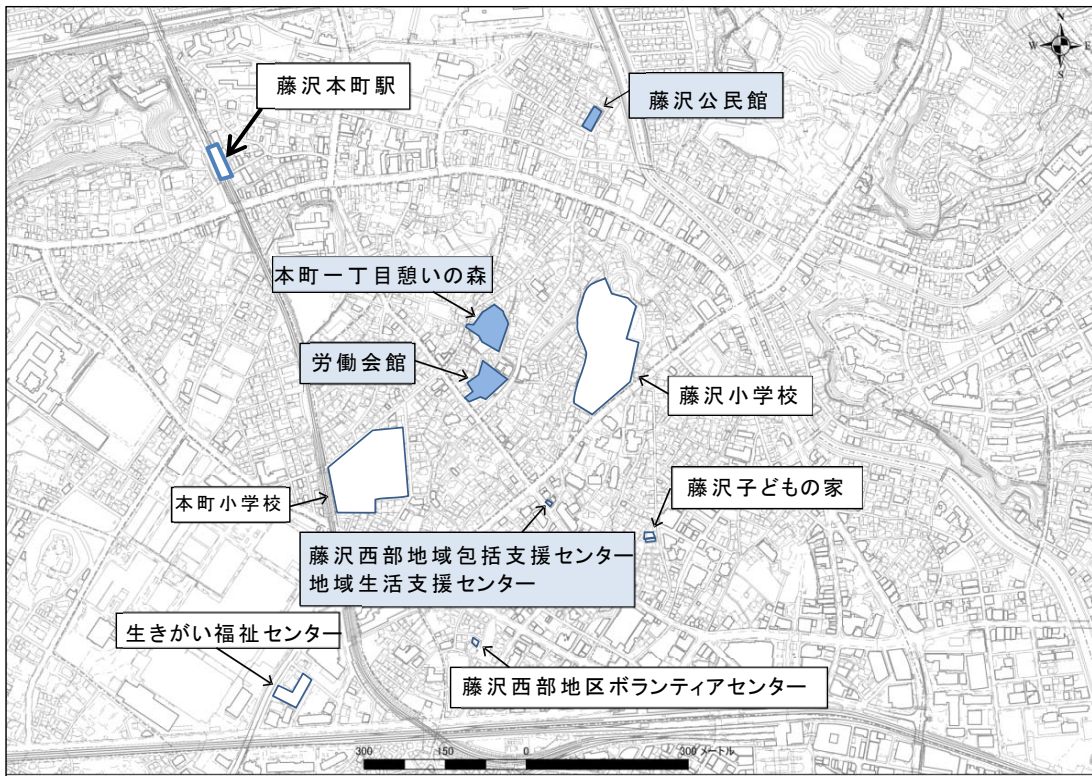 N
W
E
S
藤沢本町駅
藤沢公民館
本町一丁目憩いの森
労働会館
藤沢小学校
本町小学校
藤沢子どもの家
藤沢西部地域包括支援センター
地域生活支援センター
生きがい福祉センター
藤沢西部地区ボランティアセンター
300 150 0 300 メートル